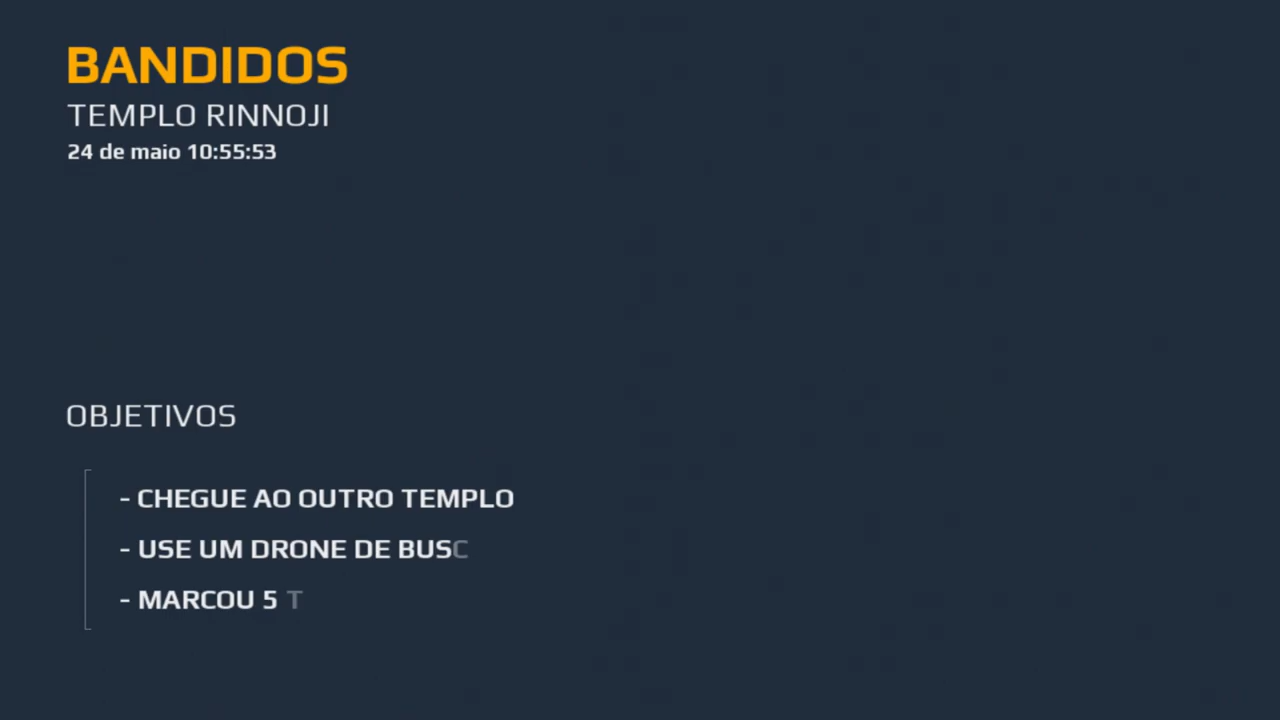 BANDIDOS
TEMPLO RINNOJI
24 de maio 10:55:53
OBJETIVOS
- CHEGUE AO OUTRO TEMPLO
- USE UM DRONE DE BUSC
- MARCOU 5 T